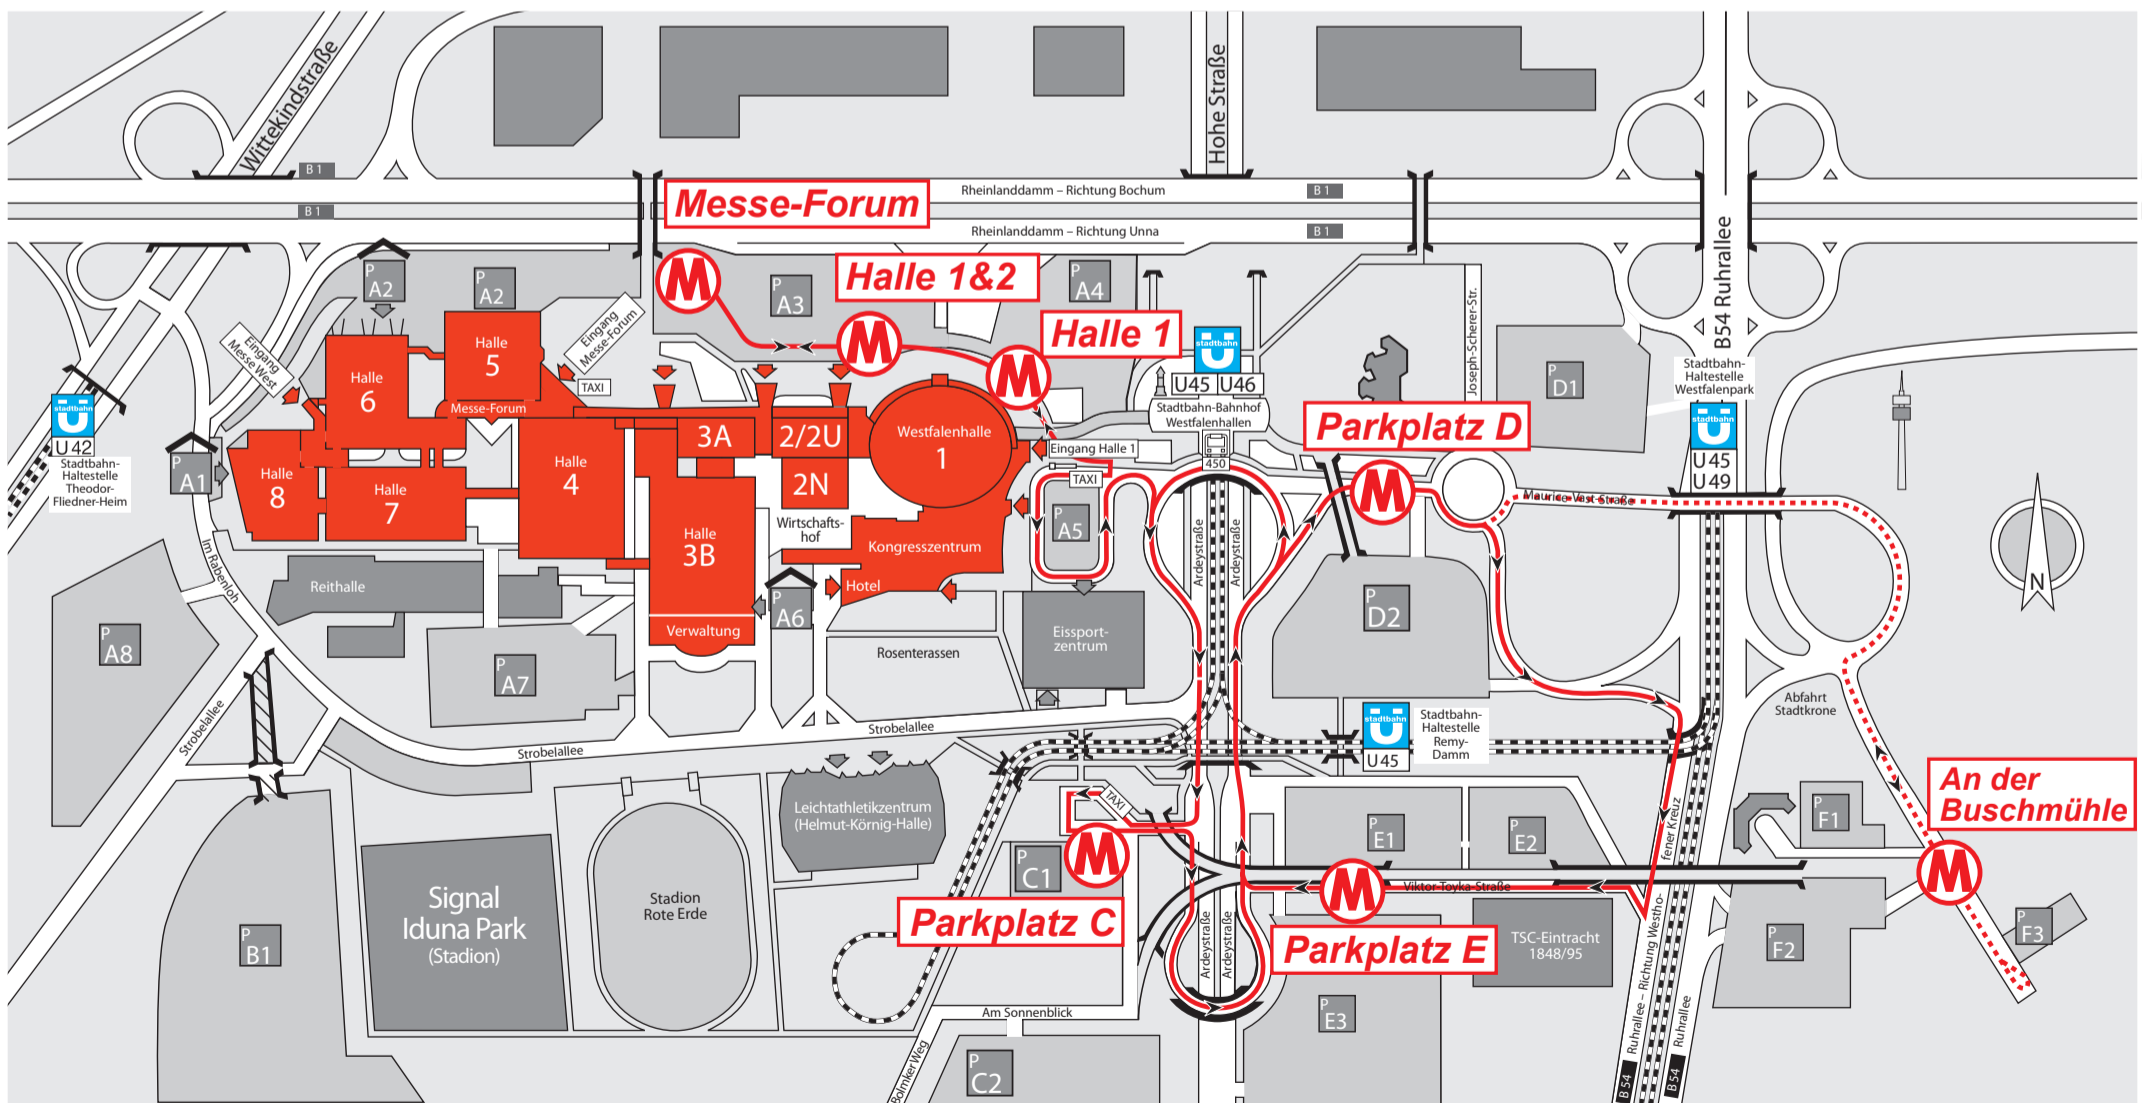 Wittekindstraße
Hohe Straße
B54 Ruhrallee
B 1
B 1
Rheinlanddamm – Richtung Bochum
B 1
Rheinlanddamm – Richtung Unna
B 1
Messe-Forum
M
Halle 1&2
M
Halle 1
M
P
A2
P
A2
P
A3
P
A4
Eingang
Messe-Forum
TAXI
Eingang
Messe West
Halle
5
Halle
6
Messe-Forum
Halle
8
Halle
7
Halle
4
3A
2/2U
2N
Westfalenhalle
1
Halle
3B
Verwaltung
Wirtschafts-
hof
Kongresszentrum
Hotel
Eingang Halle 1
TAXI
P
A5
P
A6
P
A1
stadtbahn
U
U 42
Stadtbahn-
Haltestelle
Theodor-
Fliedner-Heim
stadtbahn
U
U45
U46
Stadtbahn-Bahnhof
Westfalenhallen
450
Joseph-Scherer-Str.
P
D1
Stadtbahn-
Haltestelle
Westfalenpark
stadtbahn
U
U 45
U 49
Parkplatz D
M
Maurice-Vast-Straße
N
Im Rabenloh
Reithalle
P
A8
P
A7
Rosenterassen
Eissport-
zentrum
Ardeystraße
Ardeystraße
P
D2
Strobelallee
Strobelallee
Strobelallee
stadtbahn
U
U45
Stadtbahn-
Haltestelle
Remy-
Damm
Abfahrt
Stadtkrone
An der
Buschmühle
M
Leichtathletikzentrum
(Helmut-Körnig-Halle)
TAXI
P
C1
M
Parkplatz C
P
E1
P
E2
P
F1
M
Viktor-Toyka-Straße
Parkplatz E
TSC-Eintracht
1848/95
P
F2
P
F3
P
B1
Signal
Iduna Park
(Stadion)
Stadion
Rote Erde
Ardeystraße
Ardeystraße
P
E3
Am Sonnenblick
Bolmker Weg
P
C2
Ruhrallee – Richtung Westho-
fener Kreuz
B 54
Ruhrallee
B 54